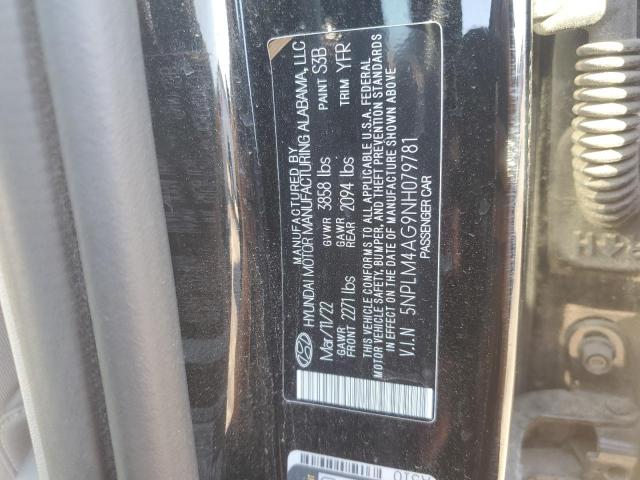 MANUFACTURED BY
HYUNDAI MOTOR MANUFACTURING ALABAMA, LLC
Mar/11/22 GVWR 3858 lbs PAINT S3B
GAWR FRONT 2271 lbs GAWR REAR 2094 lbs TRIM YFR
THIS VEHICLE CONFORMS TO ALL APPLICABLE U.S.A. FEDERAL
MOTOR VEHICLE SAFETY, BUMPER, AND THEFT PREVENTION STANDARDS
IN EFFECT ON THE DATE OF MANUFACTURE SHOWN ABOVE
V.I.N 5NPLM4AG9NH079781
PASSENGER CAR